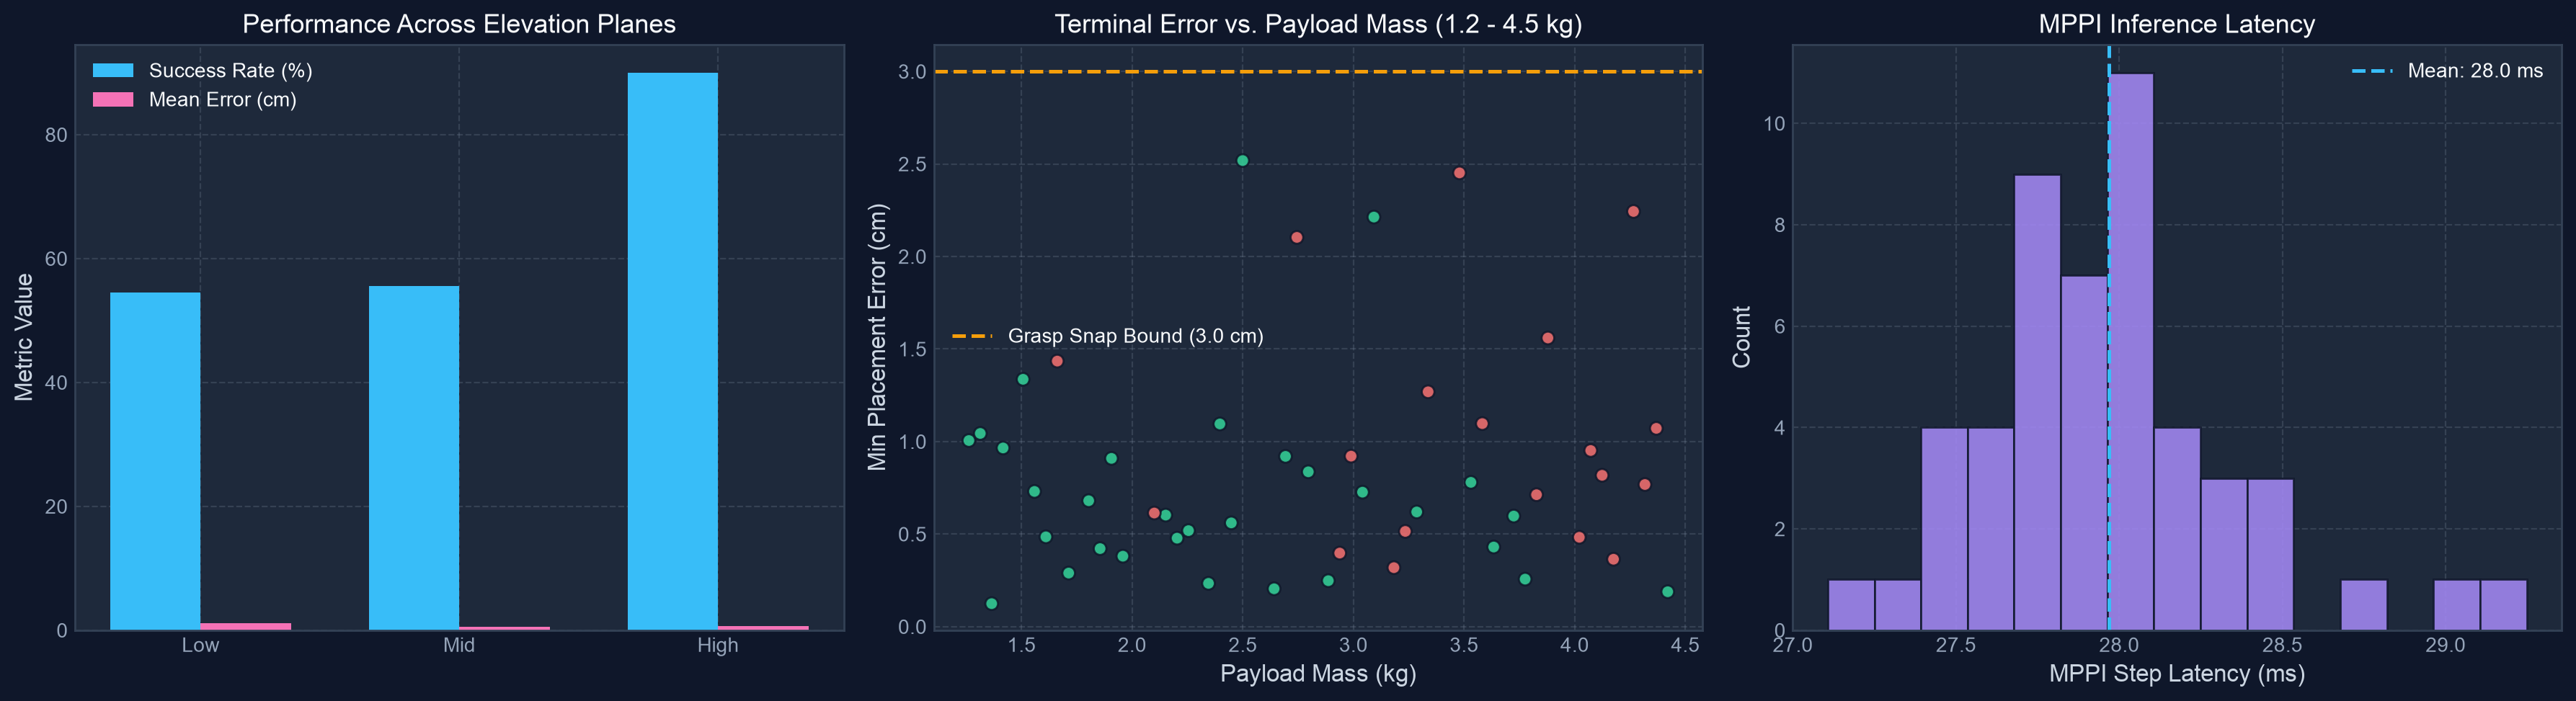 Performance Across Elevation Planes
Success Rate (%)
Mean Error (cm)
Metric Value
80
60
40
20
0
Low
Mid
High
Terminal Error vs. Payload Mass (1.2 - 4.5 kg)
Grasp Snap Bound (3.0 cm)
Min Placement Error (cm)
3.0
2.5
2.0
1.5
1.0
0.5
0.0
1.5
2.0
2.5
3.0
3.5
4.0
4.5
Payload Mass (kg)
MPPI Inference Latency
Mean: 28.0 ms
Count
10
8
6
4
2
0
27.0
27.5
28.0
28.5
29.0
MPPI Step Latency (ms)